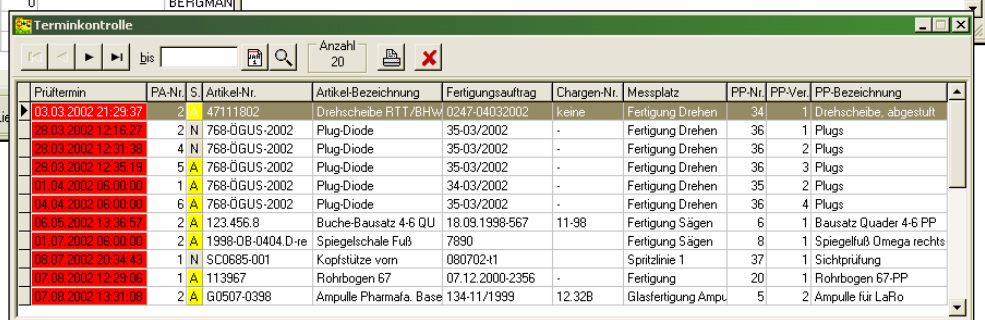 0 BERGMAN
Terminkontrolle
bis Anzahl 20
Prüftermin PA-Nr. S. Artikel-Nr. Artikel-Bezeichnung Fertigungsauftrag Chargen-Nr. Messplatz PP-Nr. PP-Ver. PP-Bezeichnung
03.03.2002 21:29:37 2 A 47111802 Drehscheibe RTT/BHW 0247-04032002 keine Fertigung Drehen 34 1 Drehscheibe, abgestuft
28.03.2002 12:16:27 2 N 768-ÖGUS-2002 Plug-Diode 35-03/2002 - Fertigung Drehen 36 1 Plugs
28.03.2002 12:31:38 4 N 768-ÖGUS-2002 Plug-Diode 35-03/2002 - Fertigung Drehen 36 2 Plugs
28.03.2002 12:35:19 5 A 768-ÖGUS-2002 Plug-Diode 35-03/2002 - Fertigung Drehen 36 3 Plugs
01.04.2002 06:00:00 1 A 768-ÖGUS-2002 Plug-Diode 34-03/2002 - Fertigung Drehen 35 2 Plugs
04.04.2002 06:00:00 6 A 768-ÖGUS-2002 Plug-Diode 35-03/2002 - Fertigung Drehen 36 4 Plugs
06.05.2002 13:36:57 2 A 123.456.8 Buche-Bausatz 4-6 QU 18.09.1998-567 11-98 Fertigung Sägen 6 1 Bausatz Quader 4-6 PP
01.07.2002 06:00:00 2 A 1998-OB-0404.D-re Spiegelschale Fuß 7890 Fertigung Sägen 8 1 Spiegelfuß Omega rechts
08.07.2002 20:34:43 1 N SC0685-001 Kopfstütze vorn 080702-t1 Spritzlinie 1 37 1 Sichtprüfung
07.08.2002 12:29:06 1 A 113967 Rohrbogen 67 07.12.2000-2356 - Fertigung 20 1 Rohrbogen 67-PP
07.08.2002 13:31:08 2 A G0507-0398 Ampulle Pharmafa. Base 134-11/1999 12.32B Glasfertigung Ampu 5 2 Ampulle für LaRo